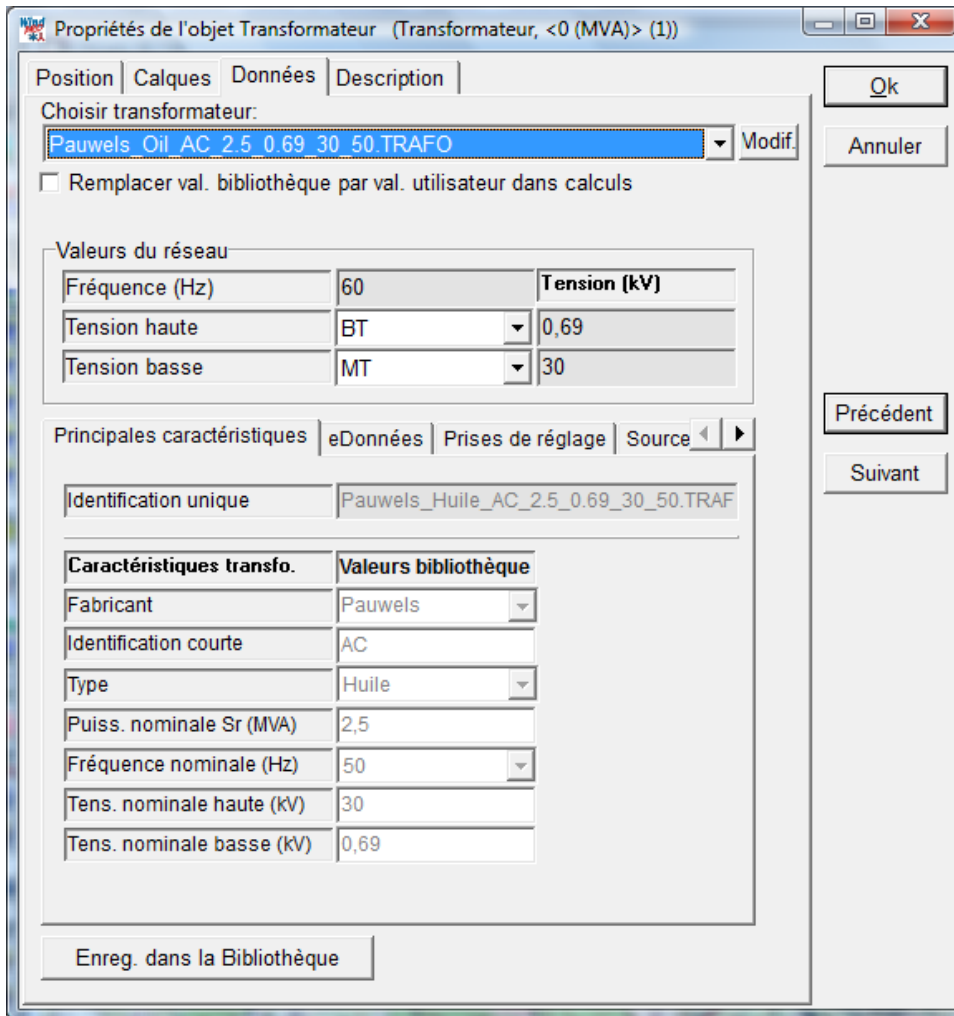 Propriétés de l'objet Transformateur (Transformateur, <0 (MVA)> (1))
Position Calques Données Description
Ok
Choisir transformateur:
Pauwels_Oil_AC_2.5_0.69_30_50.TRAFO Modif.
Annuler
Remplacer val. bibliothèque par val. utilisateur dans calculs
Valeurs du réseau
Fréquence (Hz) 60 Tension (kV)
Tension haute BT 0,69
Tension basse MT 30
Précédent
Principales caractéristiques eDonnées Prises de réglage Source
Suivant
Identification unique Pauwels_Huile_AC_2.5_0.69_30_50.TRAF
Caractéristiques transfo. Valeurs bibliothèque
Fabricant Pauwels
Identification courte AC
Type Huile
Puiss. nominale Sr (MVA) 2,5
Fréquence nominale (Hz) 50
Tens. nominale haute (kV) 30
Tens. nominale basse (kV) 0,69
Enreg. dans la Bibliothèque